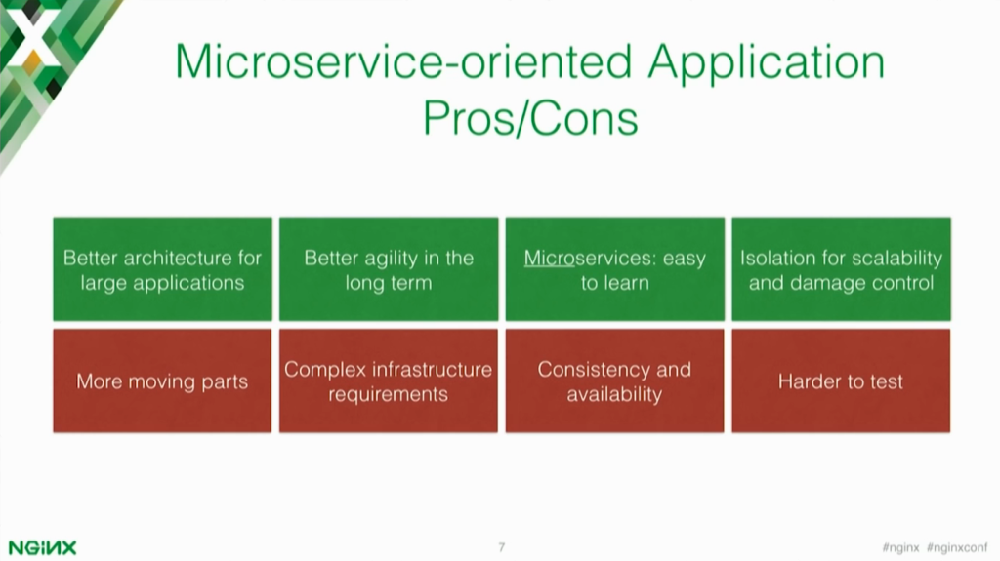 Microservice-oriented Application
Pros/Cons
Better architecture for
large applications
Better agility in the
long term
Microservices: easy
to learn
Isolation for scalability
and damage control
More moving parts
Complex infrastructure
requirements
Consistency and
availability
Harder to test
NGINX
7
#nginx #nginxconf